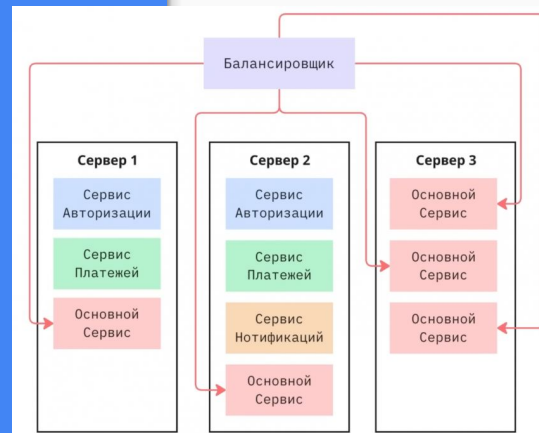 Балансировщик
Сервер 1
Сервис
Авторизации
Сервис
Платежей
Основной
Сервис
Сервер 2
Сервис
Авторизации
Сервис
Платежей
Сервис
Нотификаций
Основной
Сервис
Сервер 3
Основной
Сервис
Основной
Сервис
Основной
Сервис